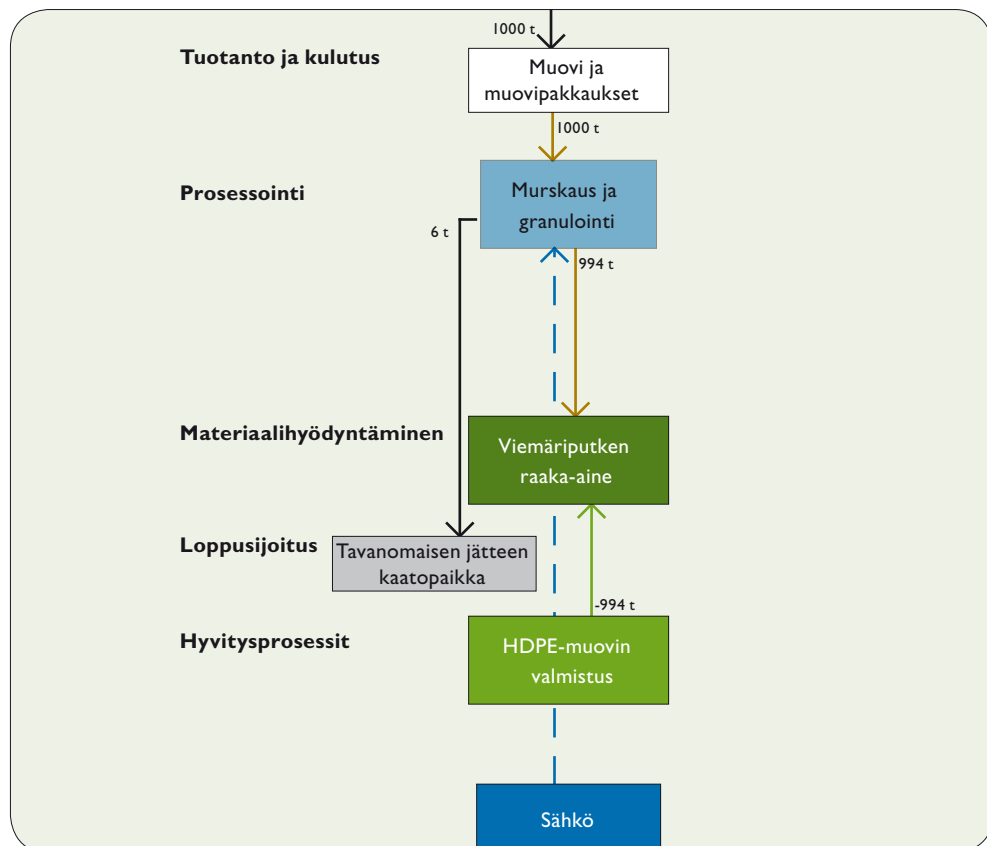 1000 t
Tuotanto ja kulutus
Muovi ja
muovipakkaukset
1000 t
Prosessointi
Murskaus ja
granulointi
6 t
994 t
Materiaalihyödyntäminen
Viemäriputken
raaka-aine
Loppusijoitus
Tavanomaisen jätteen
kaatopaikka
-994 t
Hyvitysprosessit
HDPE-muovin
valmistus
Sähkö